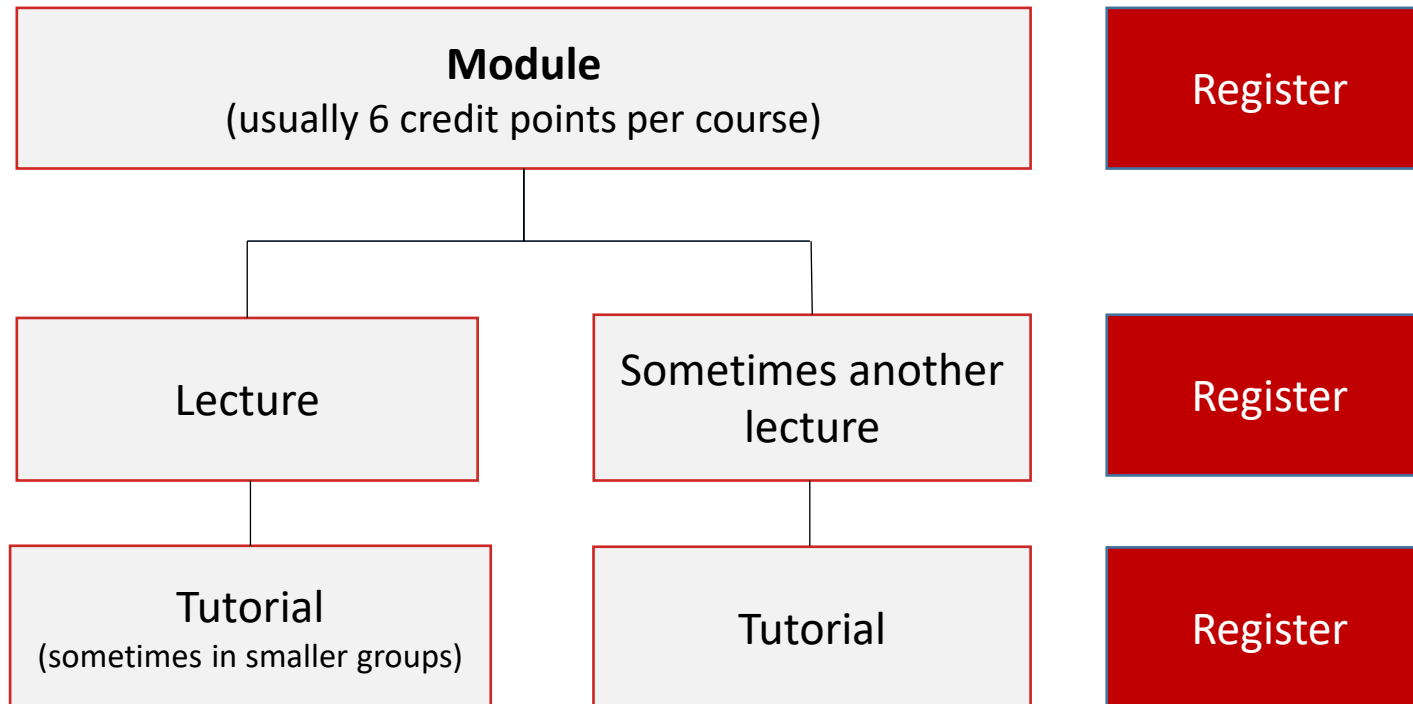 Module
(usually 6 credit points per course)
Register
Lecture
Sometimes another
lecture
Register
Tutorial
(sometimes in smaller groups)
Tutorial
Register